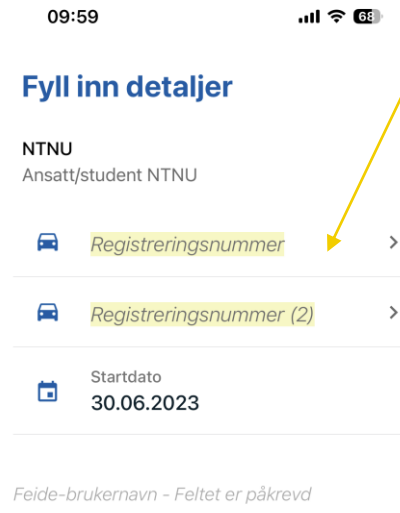 09:59
68
Fyll inn detaljer
NTNU
Ansatt/student NTNU
Registreringsnummer
Registreringsnummer (2)
Startdato
30.06.2023
Feide-brukernavn - Feltet er påkrevd